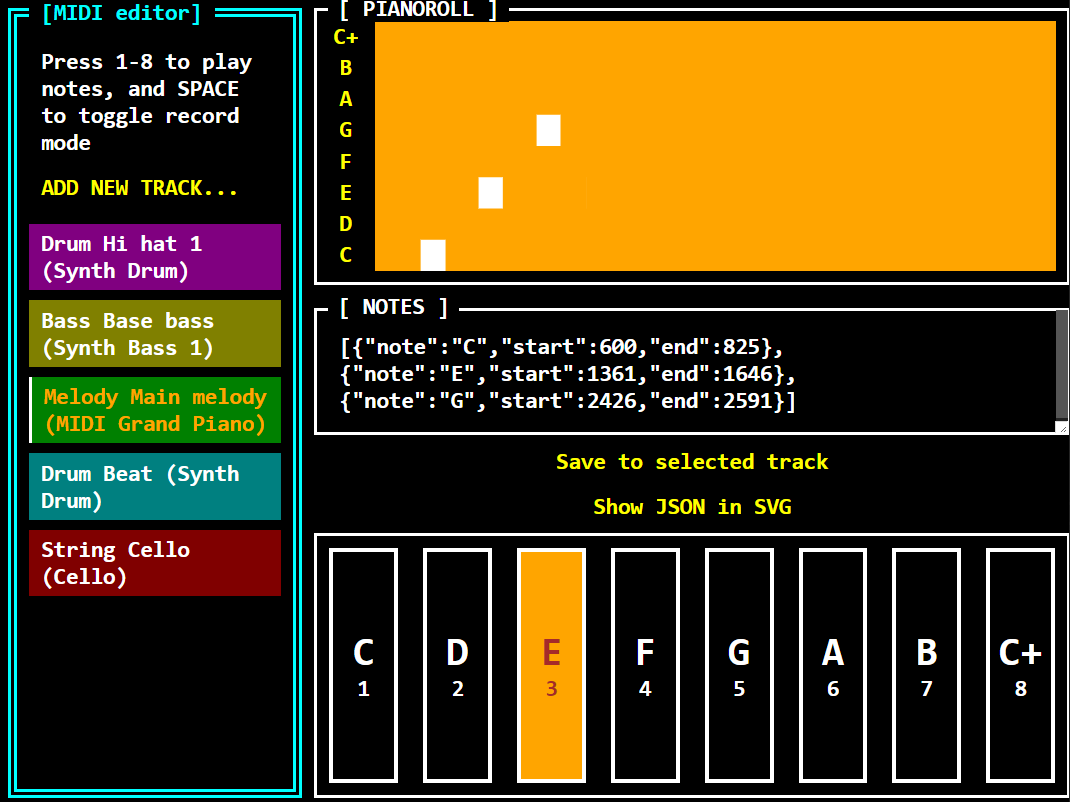 [MIDI editor]
Press 1-8 to play
notes, and SPACE
to toggle record
mode
ADD NEW TRACK...
Drum Hi hat 1
(Synth Drum)
Bass Base bass
(Synth Bass 1)
Melody Main melody
(MIDI Grand Piano)
Drum Beat (Synth
Drum)
String Cello
(Cello)
[ PIANOROLL ]
C+
B
A
G
F
E
D
C
[ NOTES ]
[{"note":"C","start":600,"end":825},
{"note":"E","start":1361,"end":1646},
{"note":"G","start":2426,"end":2591}]
Save to selected track
Show JSON in SVG
C D E F G A B C+
1 2 3 4 5 6 7 8